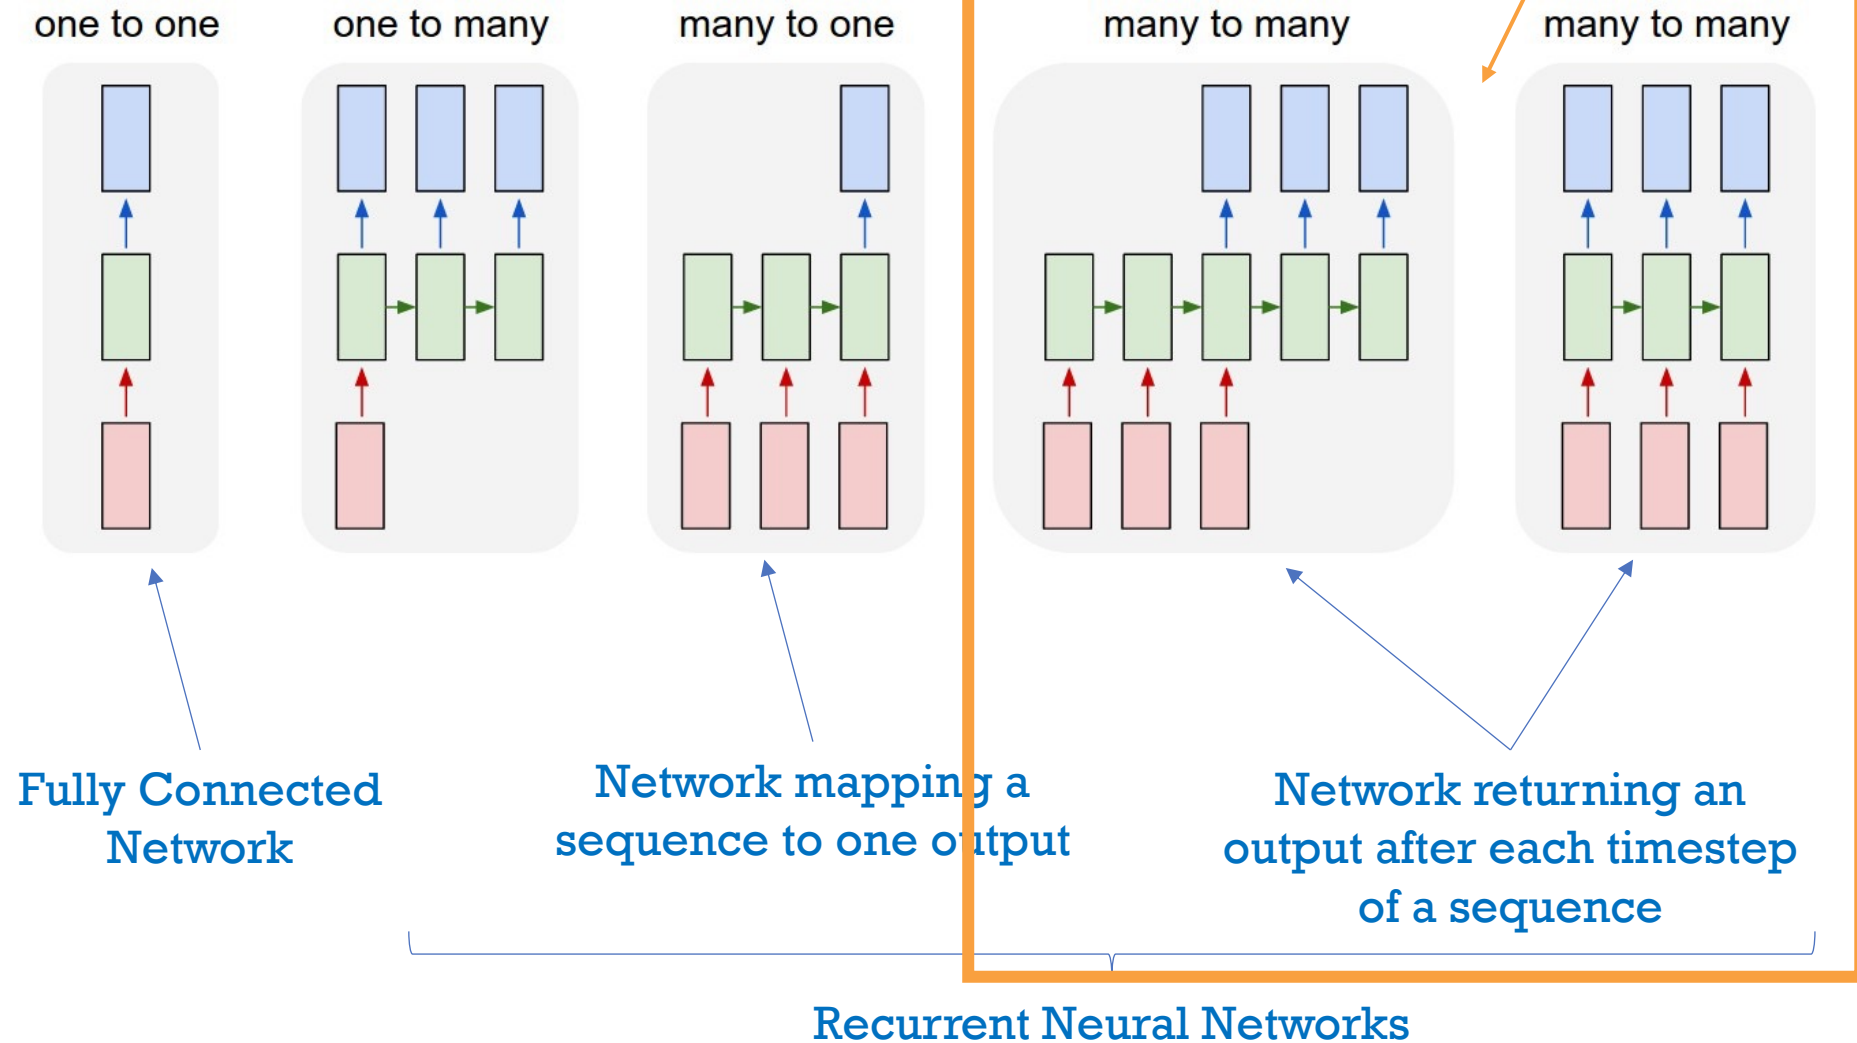 one to one
one to many
many to one
many to many
many to many
Fully Connected
Network
Network mapping a
sequence to one output
Network returning an
output after each timestep
of a sequence
Recurrent Neural Networks